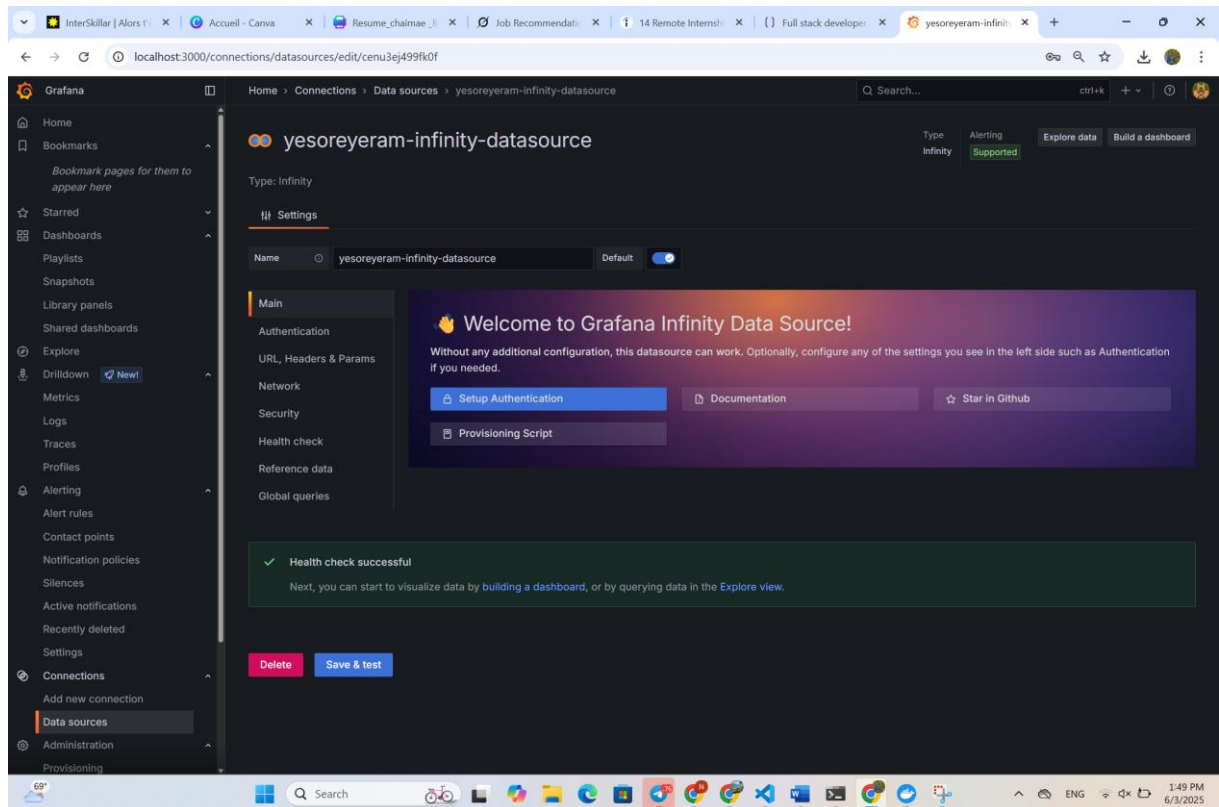 InterSkillar | Alors t'
Accueil - Canva
Resume_chaimae_B
Job Recommendatio
14 Remote Internshi
Full stack developer
yesoreyeram-infinit
localhost:3000/connections/datasources/edit/cenu3ej499fk0f
Grafana
Home > Connections > Data sources > yesoreyeram-infinity-datasource
Search...
ctrl+k
Home
Bookmarks
Bookmark pages for them to
appear here
Starred
Dashboards
Playlists
Snapshots
Library panels
Shared dashboards
Explore
Drilldown
New!
Metrics
Logs
Traces
Profiles
Alerting
Alert rules
Contact points
Notification policies
Silences
Active notifications
Recently deleted
Settings
Connections
Add new connection
Data sources
Administration
Provisioning
yesoreyeram-infinity-datasource
Type
Infinity
Alerting
Supported
Explore data
Build a dashboard
Type: Infinity
Settings
Name
yesoreyeram-infinity-datasource
Default
Main
Authentication
URL, Headers & Params
Network
Security
Health check
Reference data
Global queries
Welcome to Grafana Infinity Data Source!
Without any additional configuration, this datasource can work. Optionally, configure any of the settings you see in the left side such as Authentication
if you needed.
Setup Authentication
Documentation
Star in Github
Provisioning Script
Health check successful
Next, you can start to visualize data by building a dashboard, or by querying data in the Explore view.
Delete
Save & test
69°
Search
ENG
1:49 PM
6/3/2025